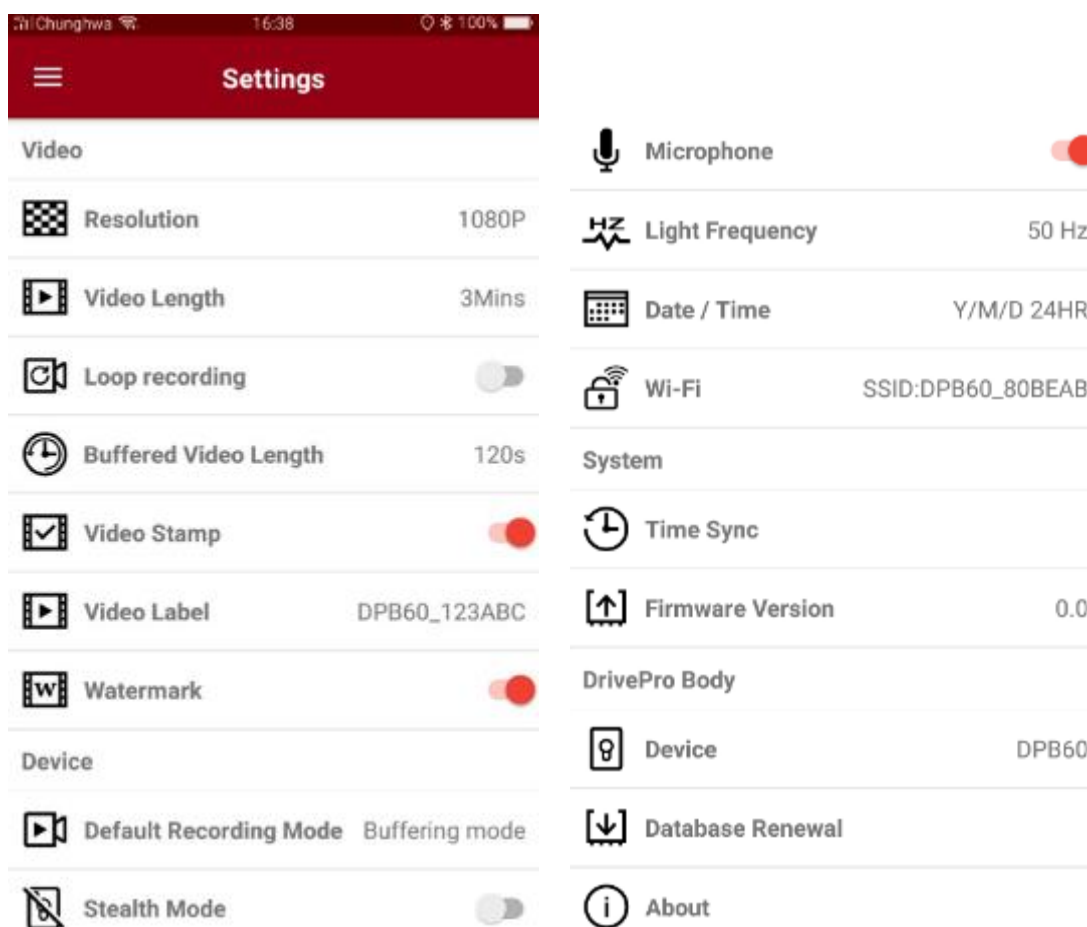 Chunghwa 16:38 100%
Settings
Video
Resolution 1080P
Video Length 3Mins
Loop recording
Buffered Video Length 120s
Video Stamp
Video Label DPB60_123ABC
W Watermark
Device
Default Recording Mode Buffering mode
Stealth Mode
Microphone
HZ Light Frequency 50 Hz
Date / Time Y/M/D 24HR
Wi-Fi SSID:DPB60_80BEAB
System
Time Sync
Firmware Version 0.0
DrivePro Body
Device DPB60
Database Renewal
i About